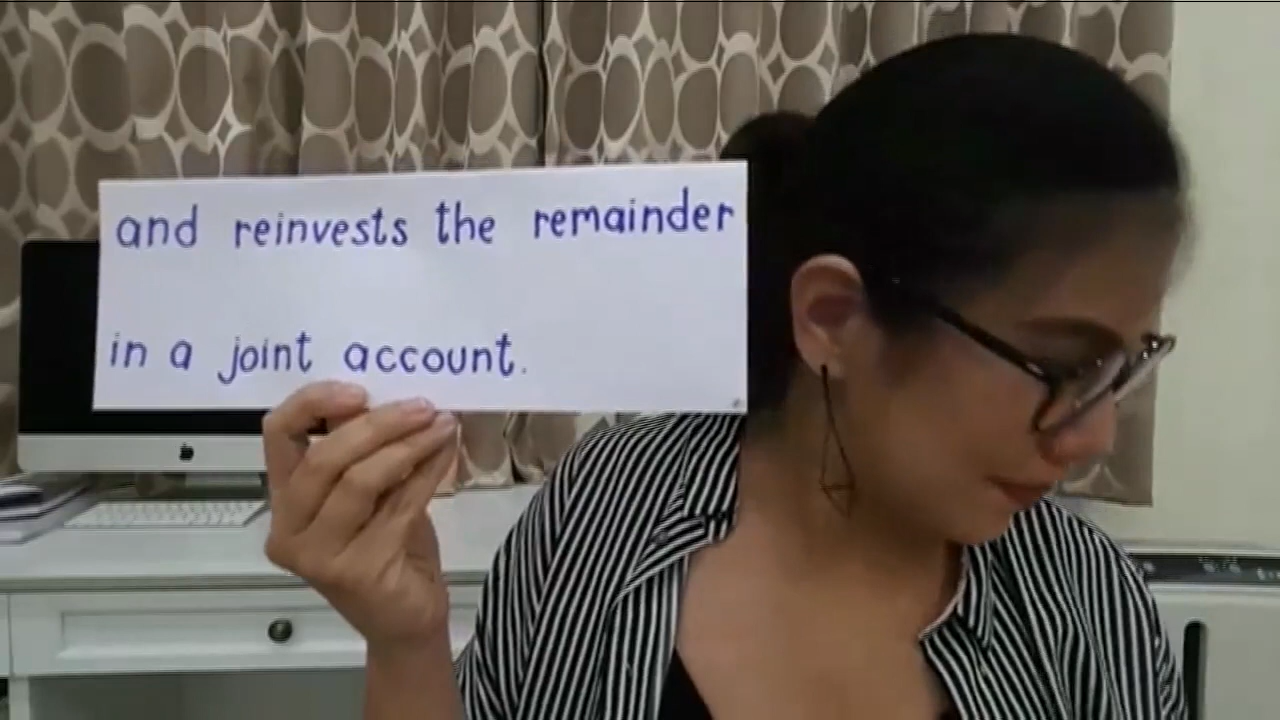 and reinvests the remainder
in a joint account.